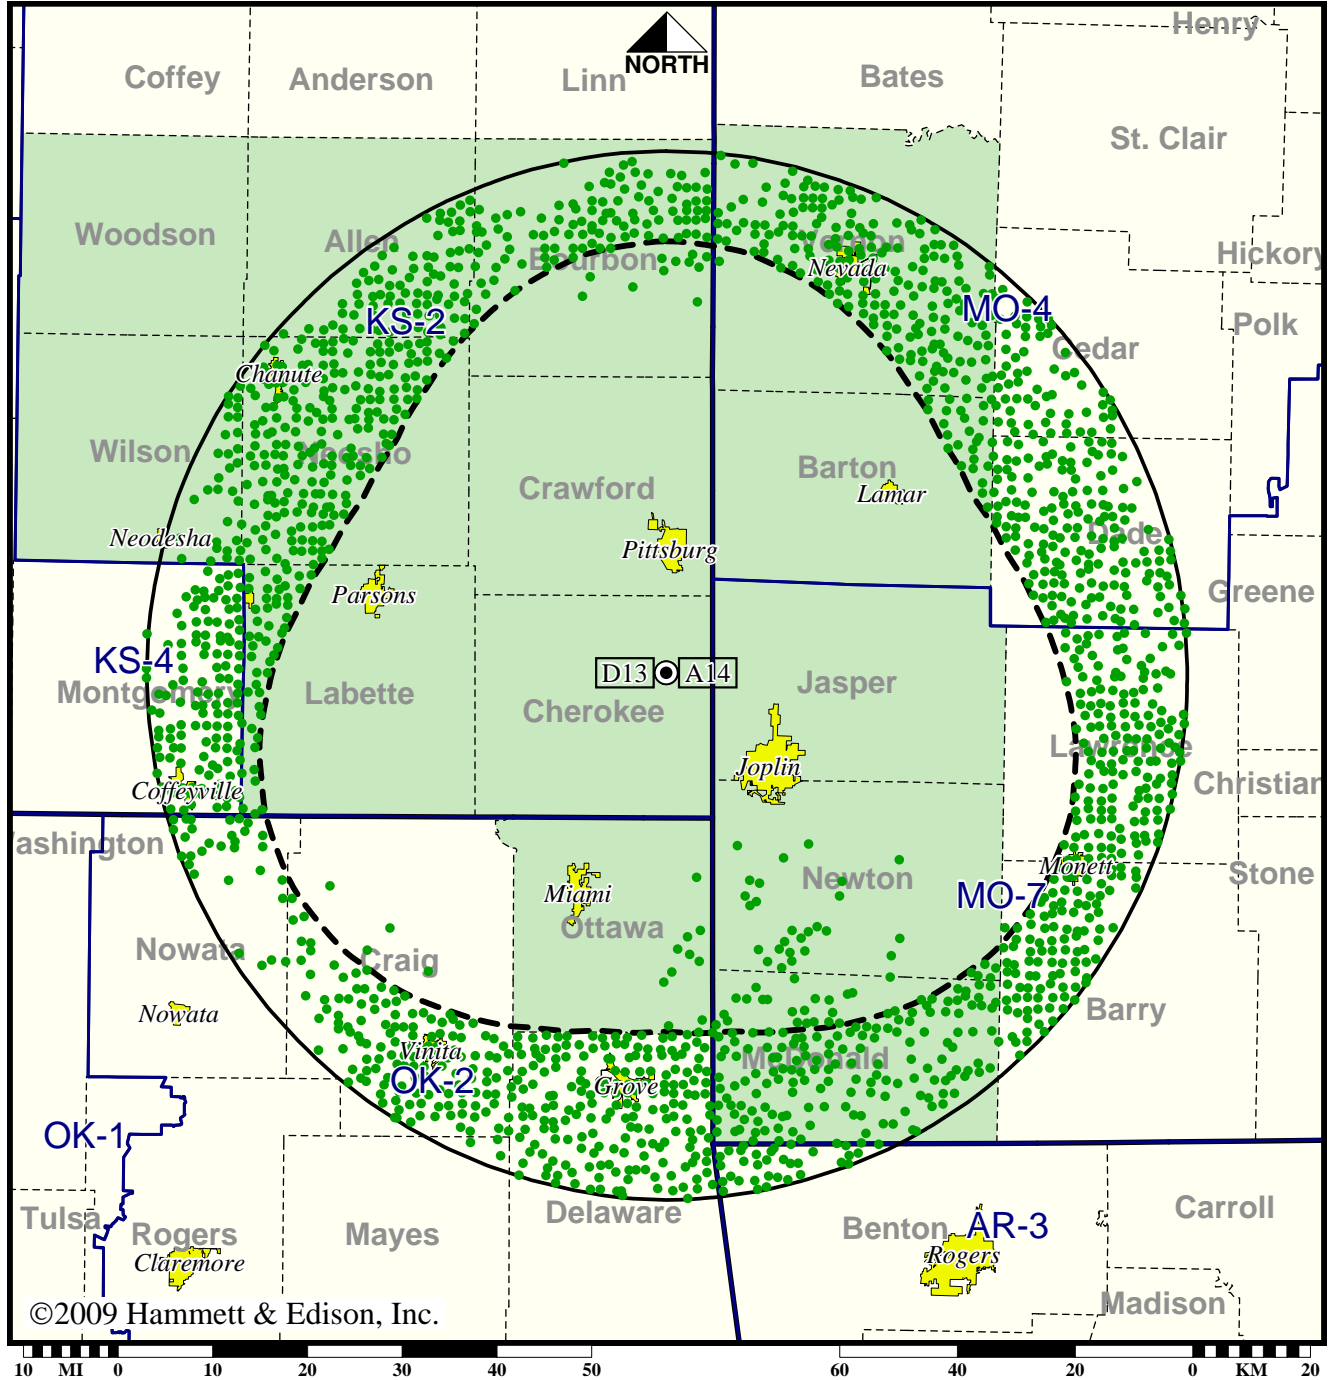 Henry
Coffey
Anderson
Linn
NORTH
Bates
St. Clair
Woodson
Allen
Bourbon
Vernon
Nevada
Hickory
KS-2
MO-4
Polk
Cedar
Chanute
Wilson
Neosho
Crawford
Barton
Lamar
Neodesha
Pittsburg
Dade
Parsons
Greene
KS-4
Montgomery
Labette
D13
A14
Jasper
Cherokee
Lawrence
Joplin
Christian
Coffeyville
ashington
Monett
Stone
Miami
Newton
MO-7
Ottawa
Nowata
Craig
Nowata
Barry
Vinita
McDonald
OK-2
Grove
OK-1
Tulsa
Rogers
Mayes
Delaware
Benton
AR-3
Carroll
Claremore
Rogers
Madison
©2009 Hammett & Edison, Inc.
10 MI 0 10 20 30 40 50 60 40 20 0 KM 20